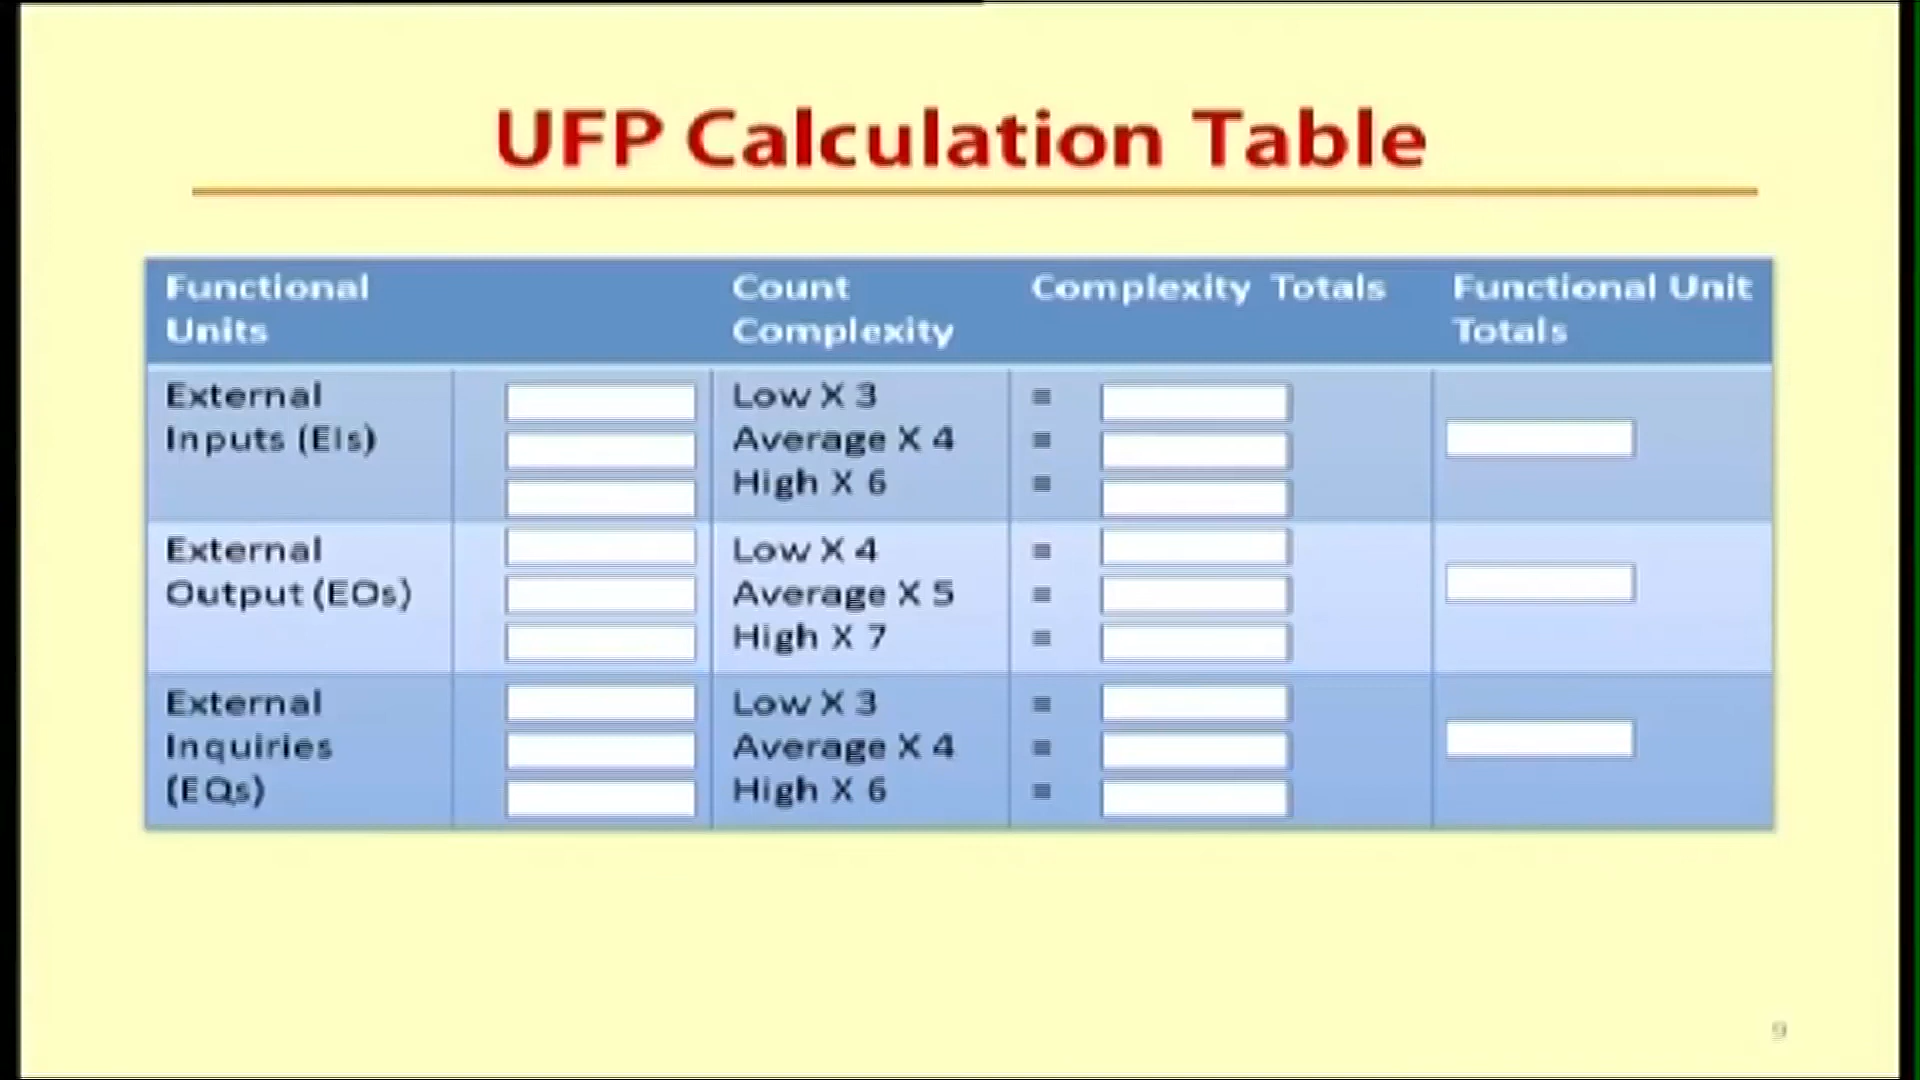 UFP Calculation Table
Functional Units
Count Complexity
Complexity Totals
Functional Unit Totals
External Inputs (EIs)
Low X 3 =
Average X 4 =
High X 6 =
External Output (EOs)
Low X 4 =
Average X 5 =
High X 7 =
External Inquiries (EQs)
Low X 3 =
Average X 4 =
High X 6 =
9